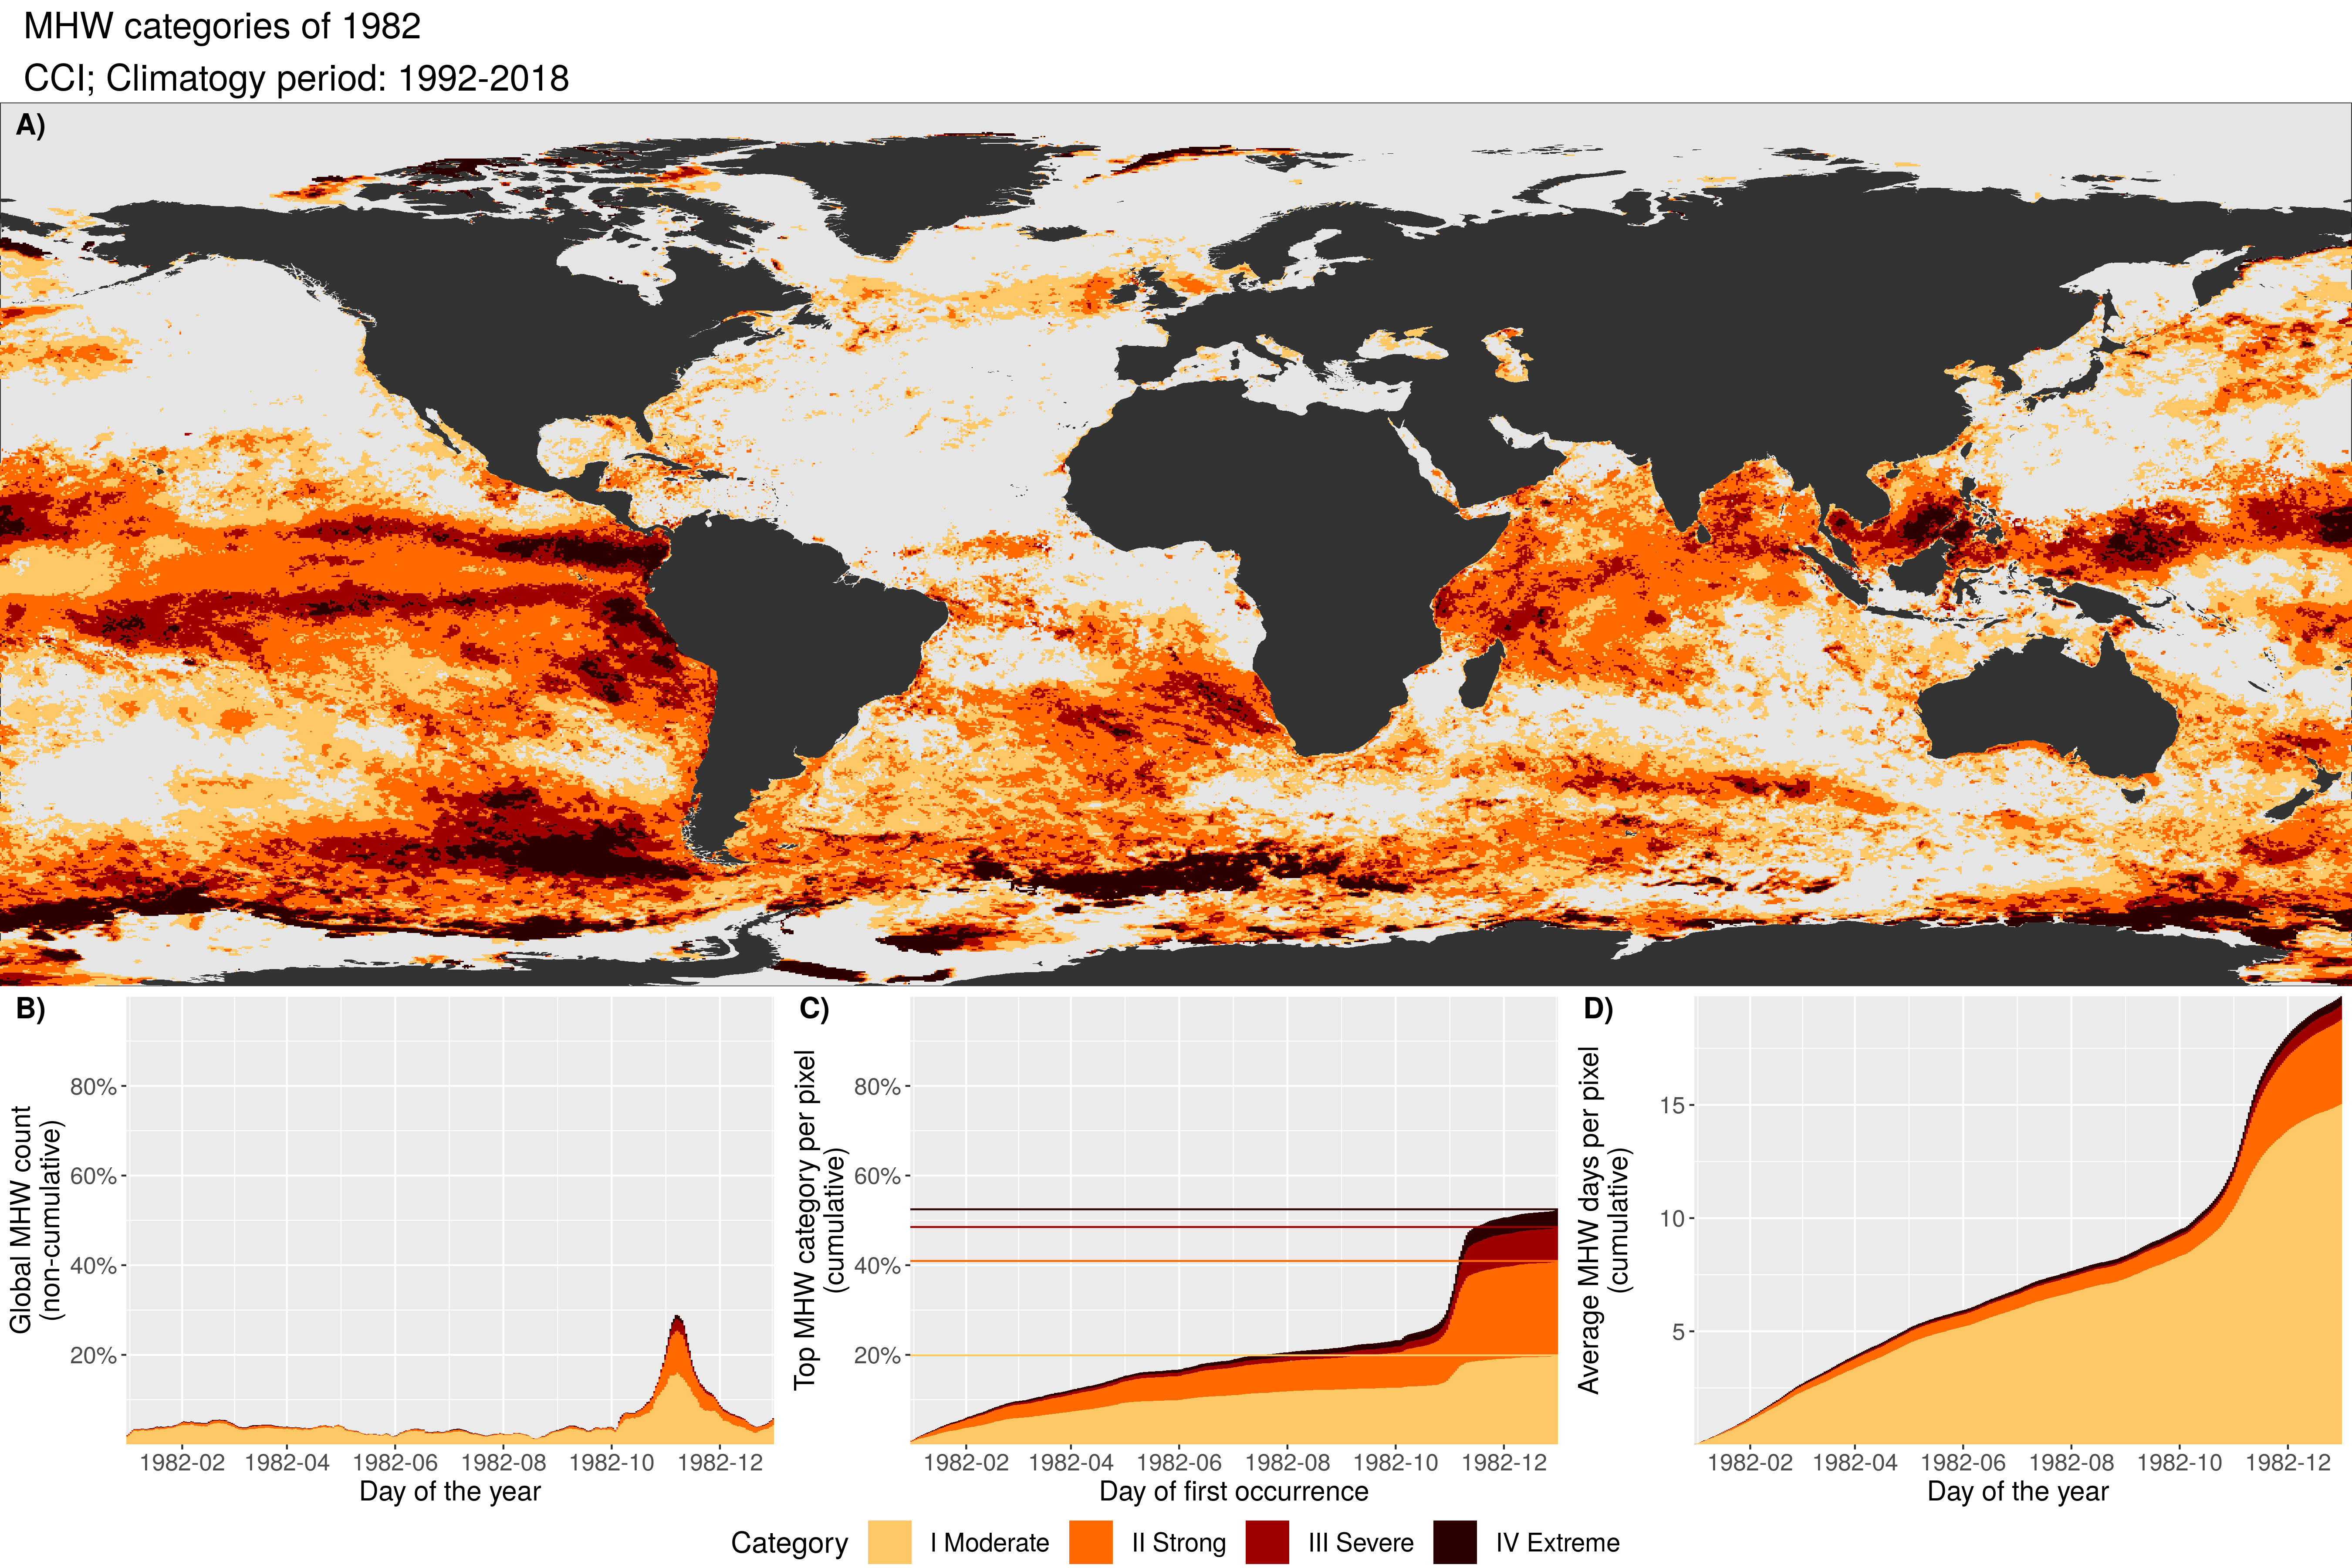 MHW categories of 1982
CCI; Climatogy period: 1992-2018
A)
B)
Global MHW count
(non-cumulative)
80%
60%
40%
20%
1982-02 1982-04 1982-06 1982-08 1982-10 1982-12
Day of the year
C)
Top MHW category per pixel
(cumulative)
80%
60%
40%
20%
1982-02 1982-04 1982-06 1982-08 1982-10 1982-12
Day of first occurrence
D)
Average MHW days per pixel
(cumulative)
15
10
5
1982-02 1982-04 1982-06 1982-08 1982-10 1982-12
Day of the year
Category I Moderate II Strong III Severe IV Extreme